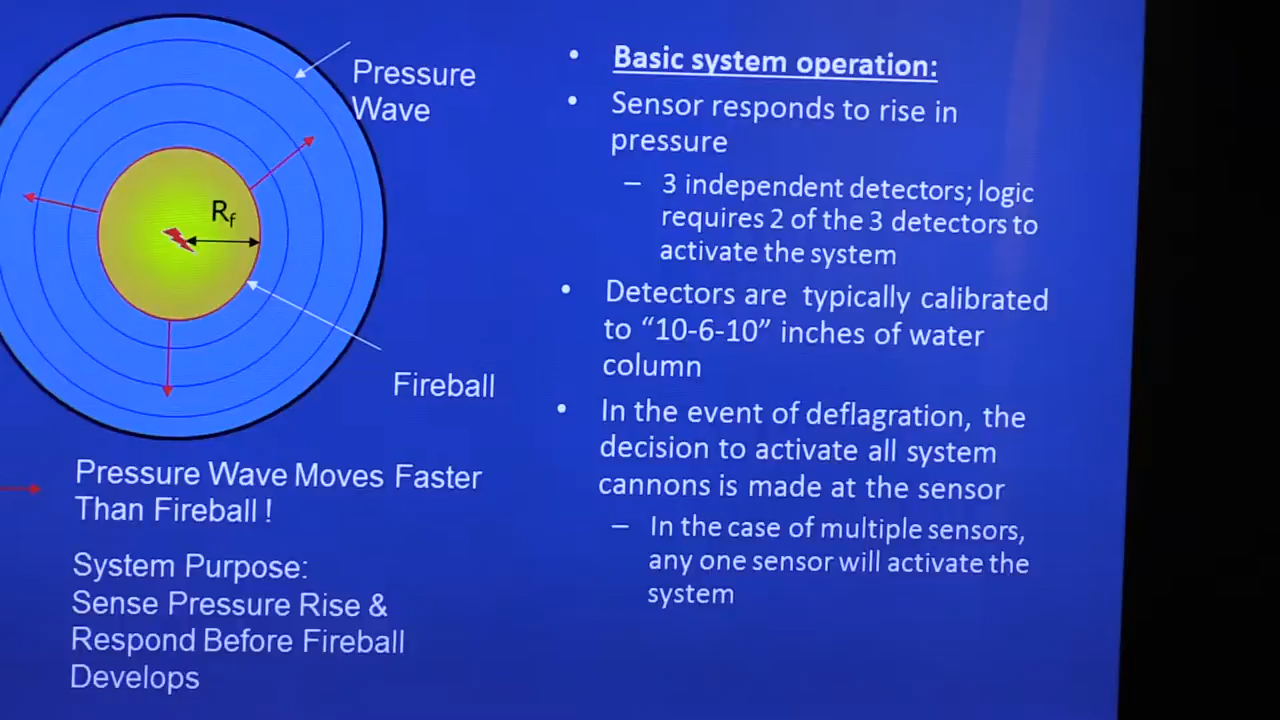 Pressure
Wave
Rf
Fireball
Pressure Wave Moves Faster
Than Fireball !
System Purpose:
Sense Pressure Rise &
Respond Before Fireball
Develops
• Basic system operation:
• Sensor responds to rise in
pressure
– 3 independent detectors; logic
requires 2 of the 3 detectors to
activate the system
• Detectors are typically calibrated
to “10-6-10” inches of water
column
• In the event of deflagration, the
decision to activate all system
cannons is made at the sensor
– In the case of multiple sensors,
any one sensor will activate the
system